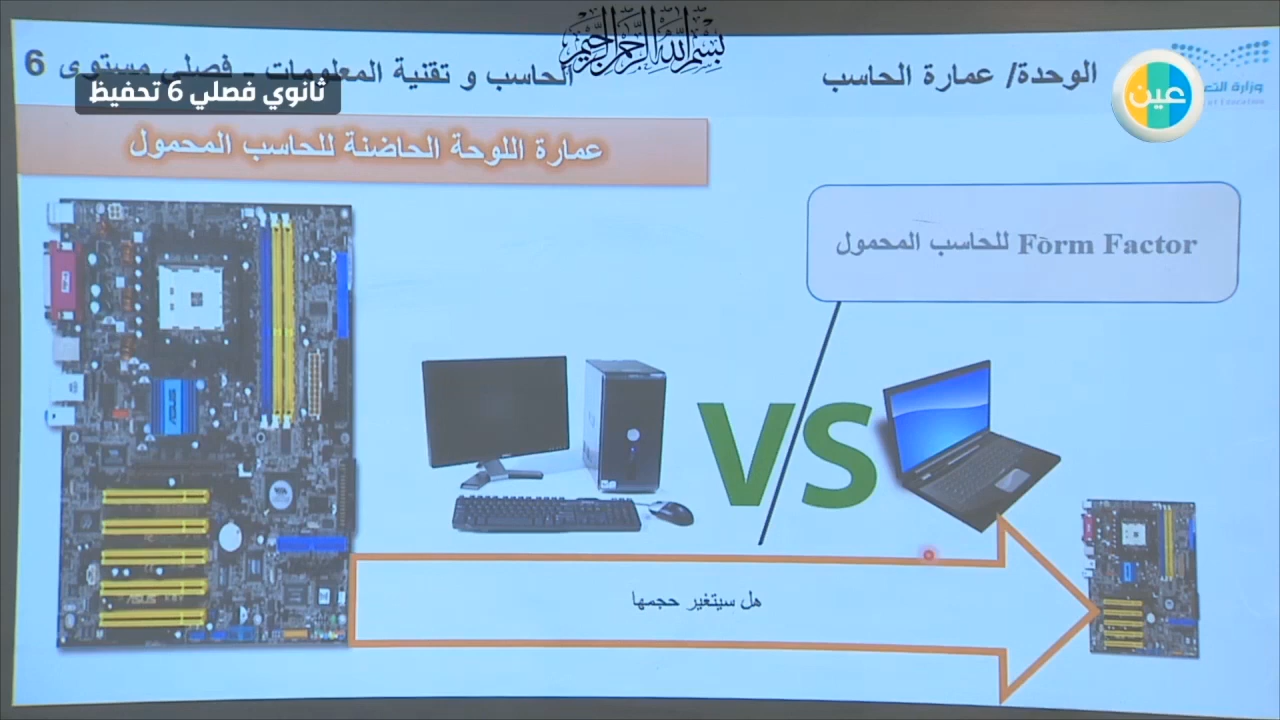 بسم الله الرحمن الرحيم
الوحدة/ عمارة الحاسب
الحاسب و تقنية المعلومات - فصلي مستوى 6
عين
ثانوي فصلي 6 تحفيظ
عمارة اللوحة الحاضنة للحاسب المحمول
Form Factor للحاسب المحمول
VS
هل سيتغير حجمها
ASUS